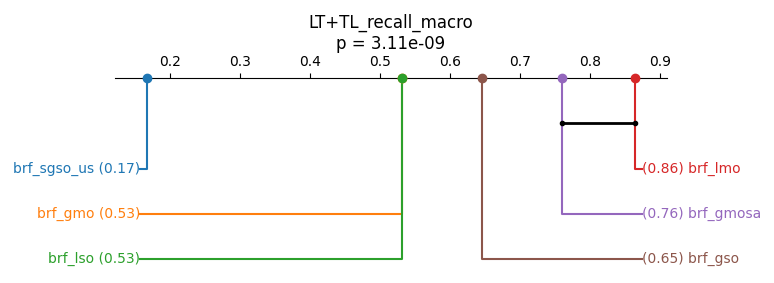 LT+TL_recall_macro
p = 3.11e-09
0.2 0.3 0.4 0.5 0.6 0.7 0.8 0.9
brf_sgso_us (0.17) (0.86) brf_lmo
brf_gmo (0.53) (0.76) brf_gmosa
brf_lso (0.53) (0.65) brf_gso